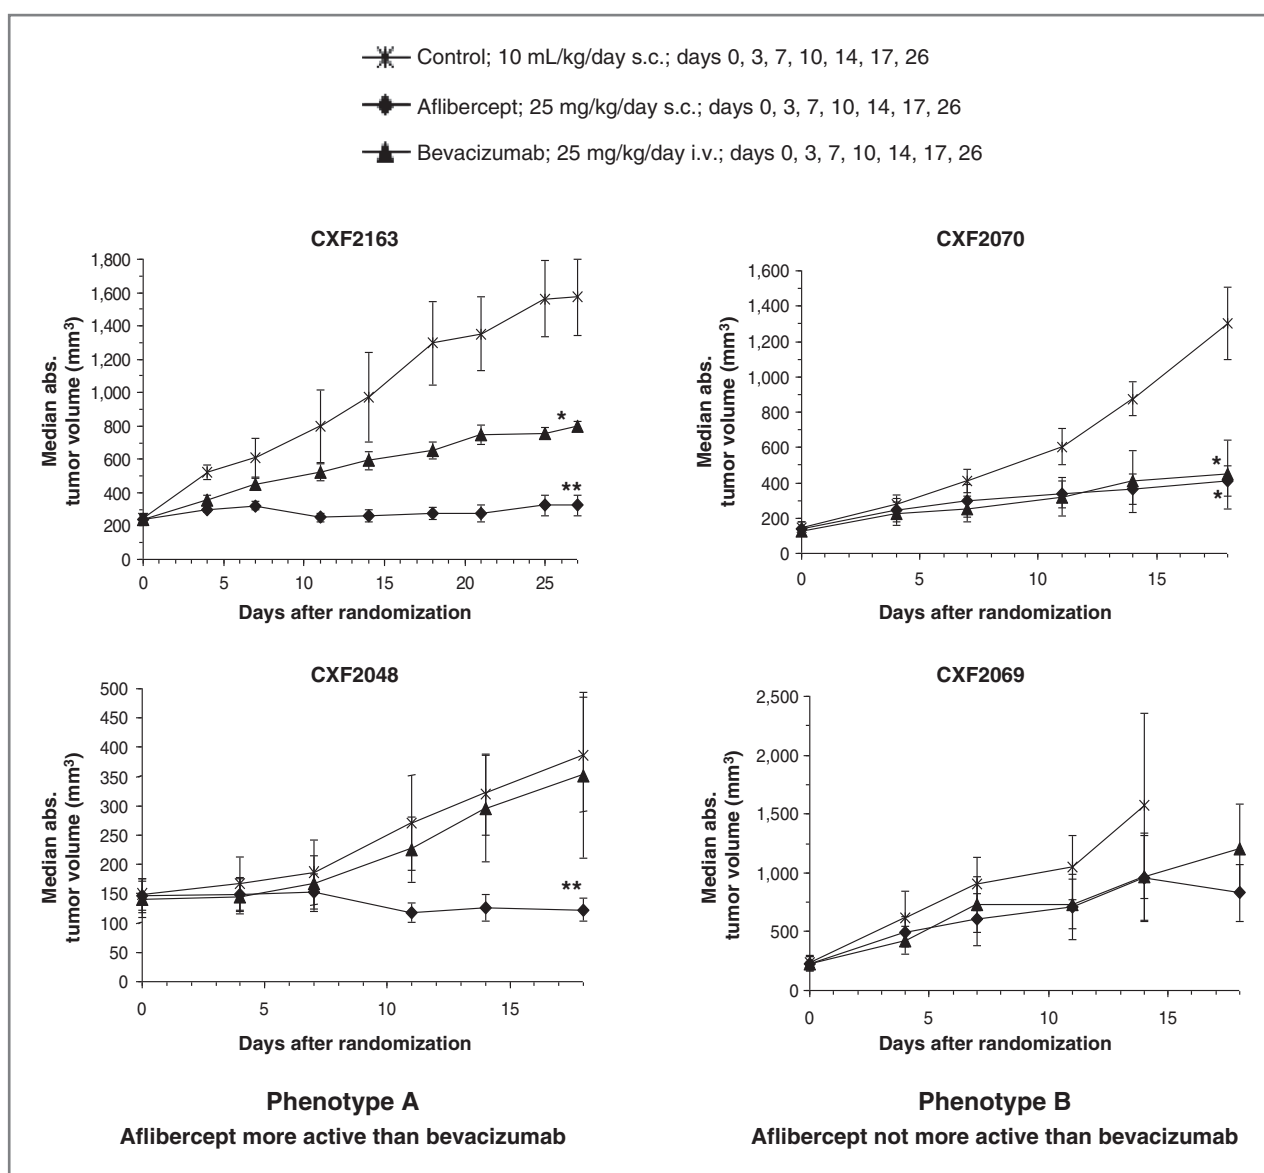 Control; 10 mL/kg/day s.c.; days 0, 3, 7, 10, 14, 17, 26
Aflibercept; 25 mg/kg/day s.c.; days 0, 3, 7, 10, 14, 17, 26
Bevacizumab; 25 mg/kg/day i.v.; days 0, 3, 7, 10, 14, 17, 26
CXF2163
Median abs.
tumor volume (mm³)
1,800
1,600
1,400
1,200
1,000
800
600
400
200
0
*
**
0 5 10 15 20 25
Days after randomization
CXF2070
Median abs.
tumor volume (mm³)
1,600
1,400
1,200
1,000
800
600
400
200
0
*
*
0 5 10 15
Days after randomization
CXF2048
Median abs.
tumor volume (mm³)
500
450
400
350
300
250
200
150
100
50
0
**
0 5 10 15
Days after randomization
CXF2069
Median abs.
tumor volume (mm³)
2,500
2,000
1,500
1,000
500
0
0 5 10 15
Days after randomization
Phenotype A
Aflibercept more active than bevacizumab
Phenotype B
Aflibercept not more active than bevacizumab